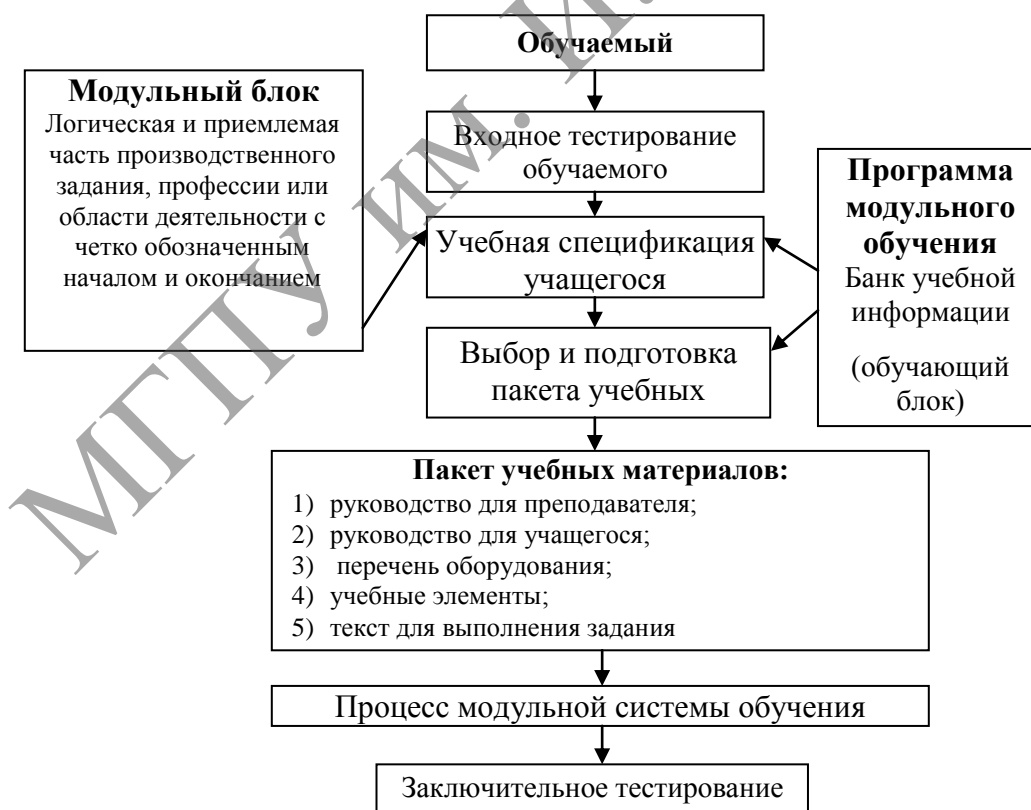 Обучаемый
Модульный блок
Логическая и приемлемая
часть производственного
задания, профессии или
области деятельности с
четко обозначенным
началом и окончанием
Входное тестирование
обучаемого
Программа
модульного
обучения
Банк учебной
информации
(обучающий
блок)
Учебная спецификация
учащегося
Выбор и подготовка
пакета учебных
Пакет учебных материалов:
1) руководство для преподавателя;
2) руководство для учащегося;
3) перечень оборудования;
4) учебные элементы;
5) текст для выполнения задания
Процесс модульной системы обучения
Заключительное тестирование
МГПУ им. И.